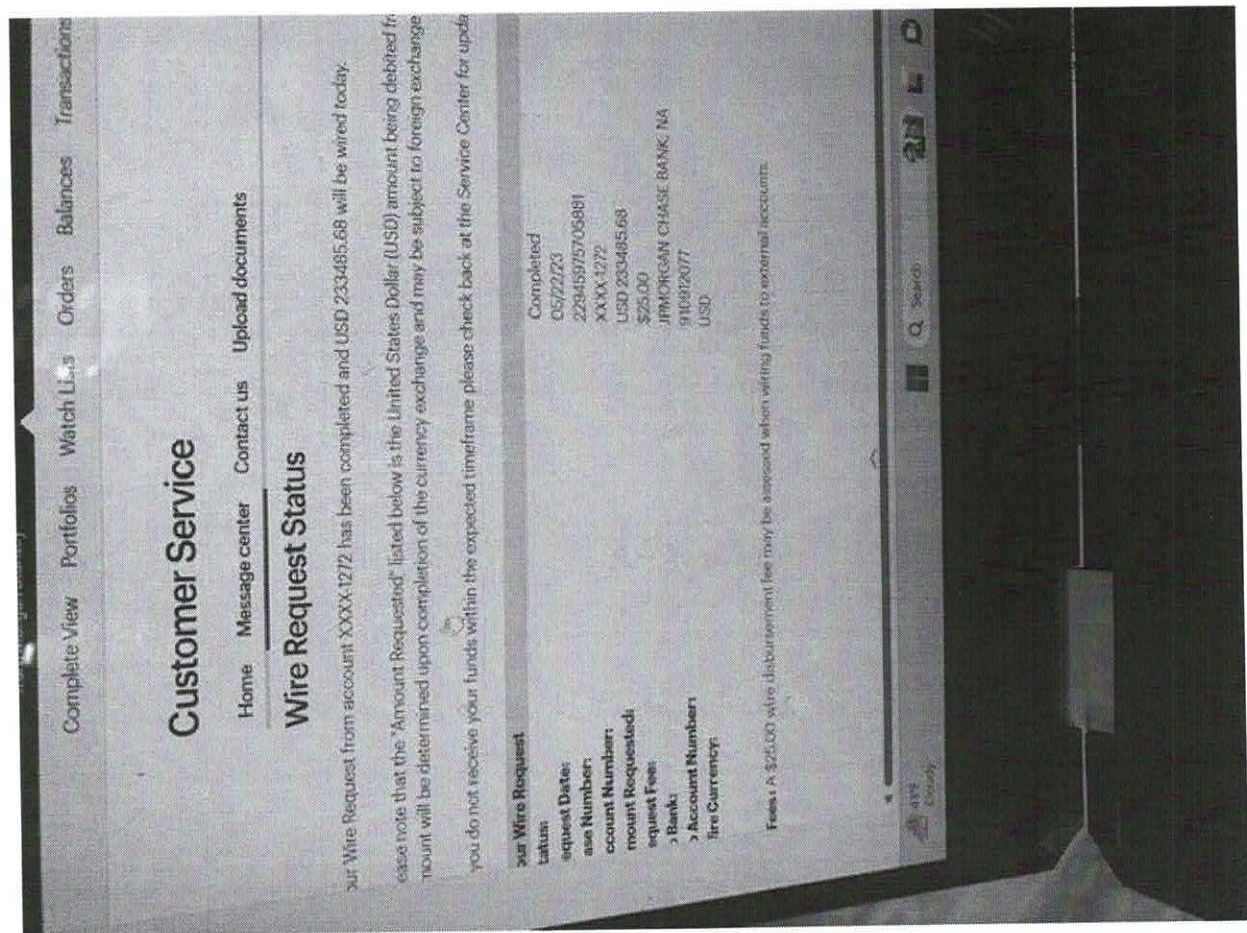 Complete View Portfolios Watch Lists Orders Balances Transactions
Customer Service
Home Message center Contact us Upload documents
Wire Request Status
our Wire Request from account XXXX-1272 has been completed and USD 233485.68 will be wired today.
ease note that the "Amount Requested" listed below is the United States Dollar (USD) amount being debited fr
mount will be determined upon completion of the currency exchange and may be subject to foreign exchange
you do not receive your funds within the expected timeframe please check back at the Service Center for upda
our Wire Request
tatus: Completed
equest Date: 05/22/23
ase Number: 2294597570588
ccount Number: XXXX-1272
mount Requested: USD 233485.68
equest Fee: $25.00
o Bank: JPMORGAN CHASE BANK, NA
o Account Number: 910912077
ire Currency: USD
Fees: A $25.00 wire disbursement fee may be assessed when wiring funds to external accounts.
Cloudy
Search